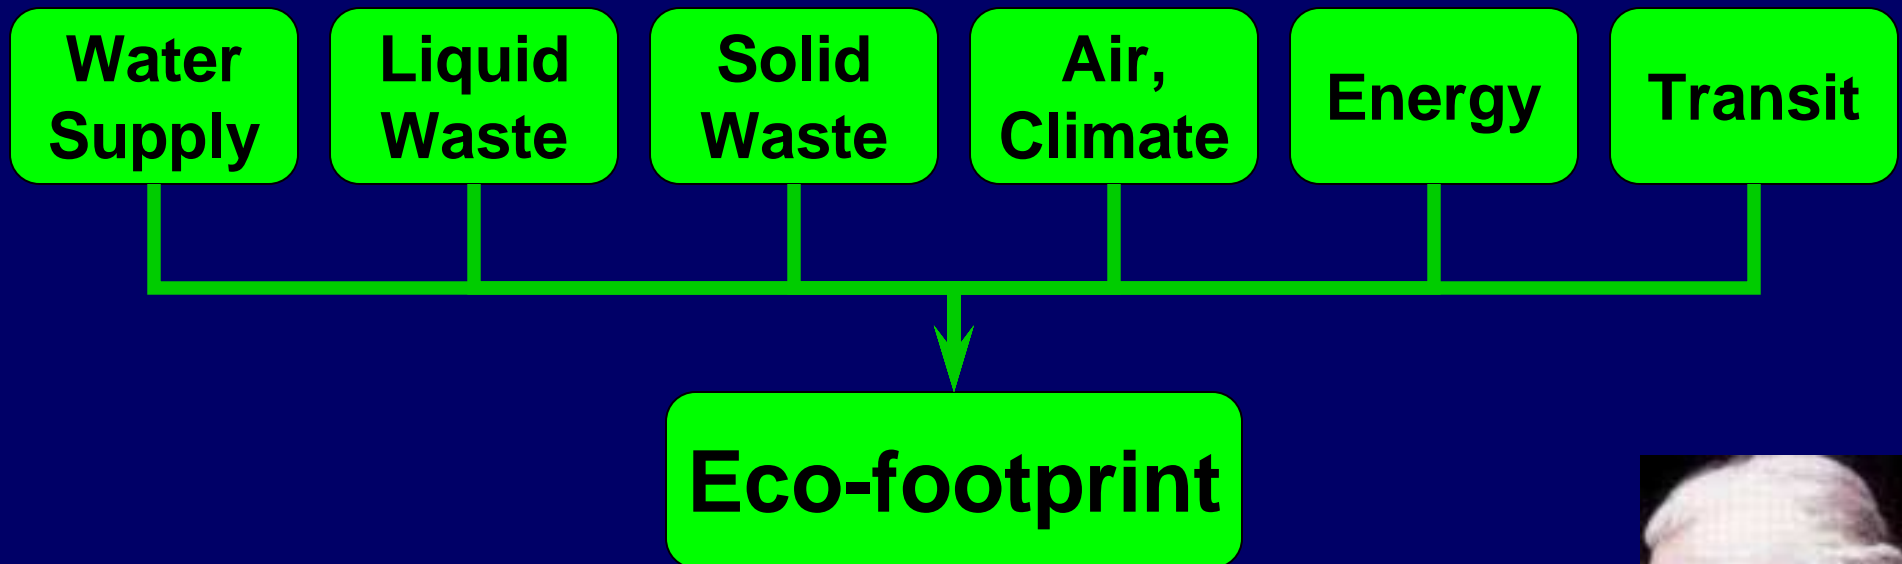 Water
Supply
Liquid
Waste
Solid
Waste
Air,
Climate
Energy
Transit
Eco-footprint